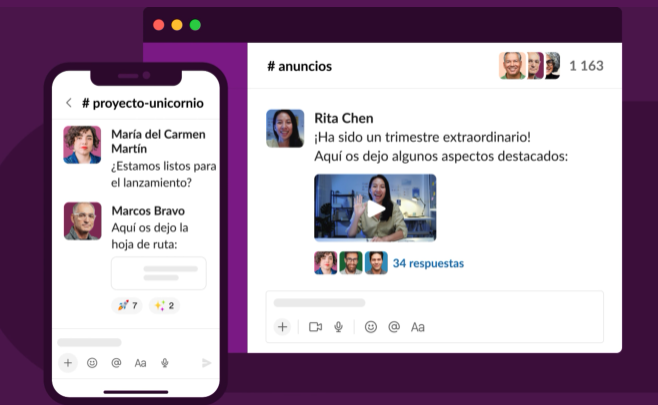 # anuncios
1 163
Rita Chen
¡Ha sido un trimestre extraordinario!
Aquí os dejo algunos aspectos destacados:
34 respuestas
Aa
# proyecto-unicornio
María del Carmen
Martín
¿Estamos listos para
el lanzamiento?
Marcos Bravo
Aquí os dejo la
hoja de ruta:
7
2
Aa